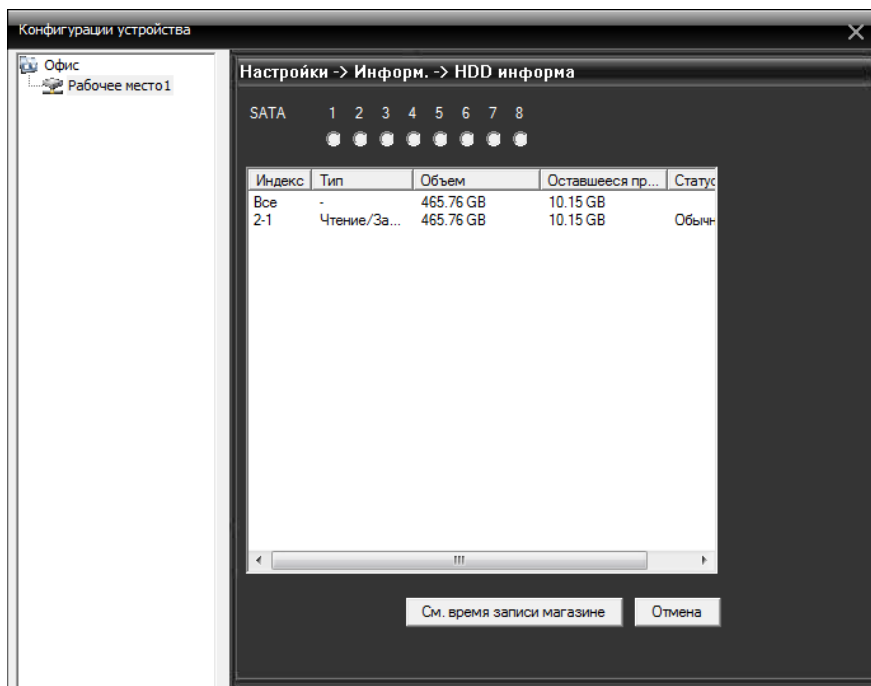 Конфигурации устройства
Офис
Рабочее место1
Настройки -> Информ. -> HDD информа
SATA 1 2 3 4 5 6 7 8
Индекс Тип Объем Оставшееся пр... Статус
Все - 465.76 GB 10.15 GB
2-1 Чтение/За... 465.76 GB 10.15 GB Обычн
См. время записи магазине Отмена